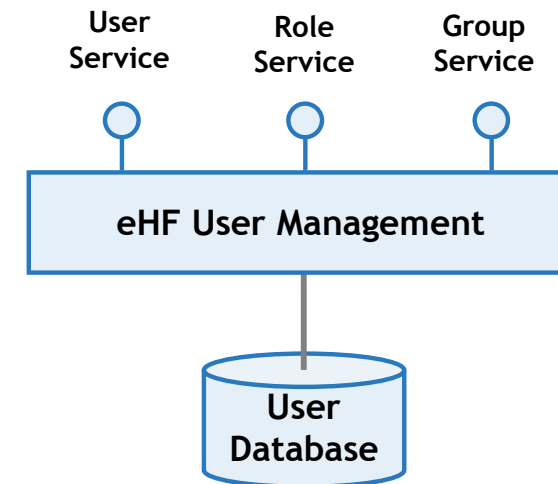 User
Service
Role
Service
Group
Service
eHF User Management
User
Database